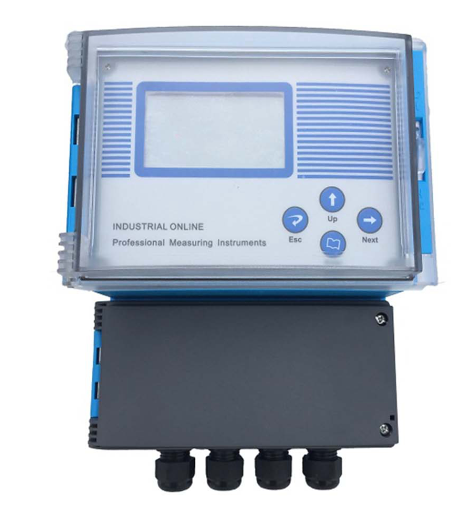 INDUSTRIAL ONLINE
Professional Measuring Instruments
Up
Esc
Next